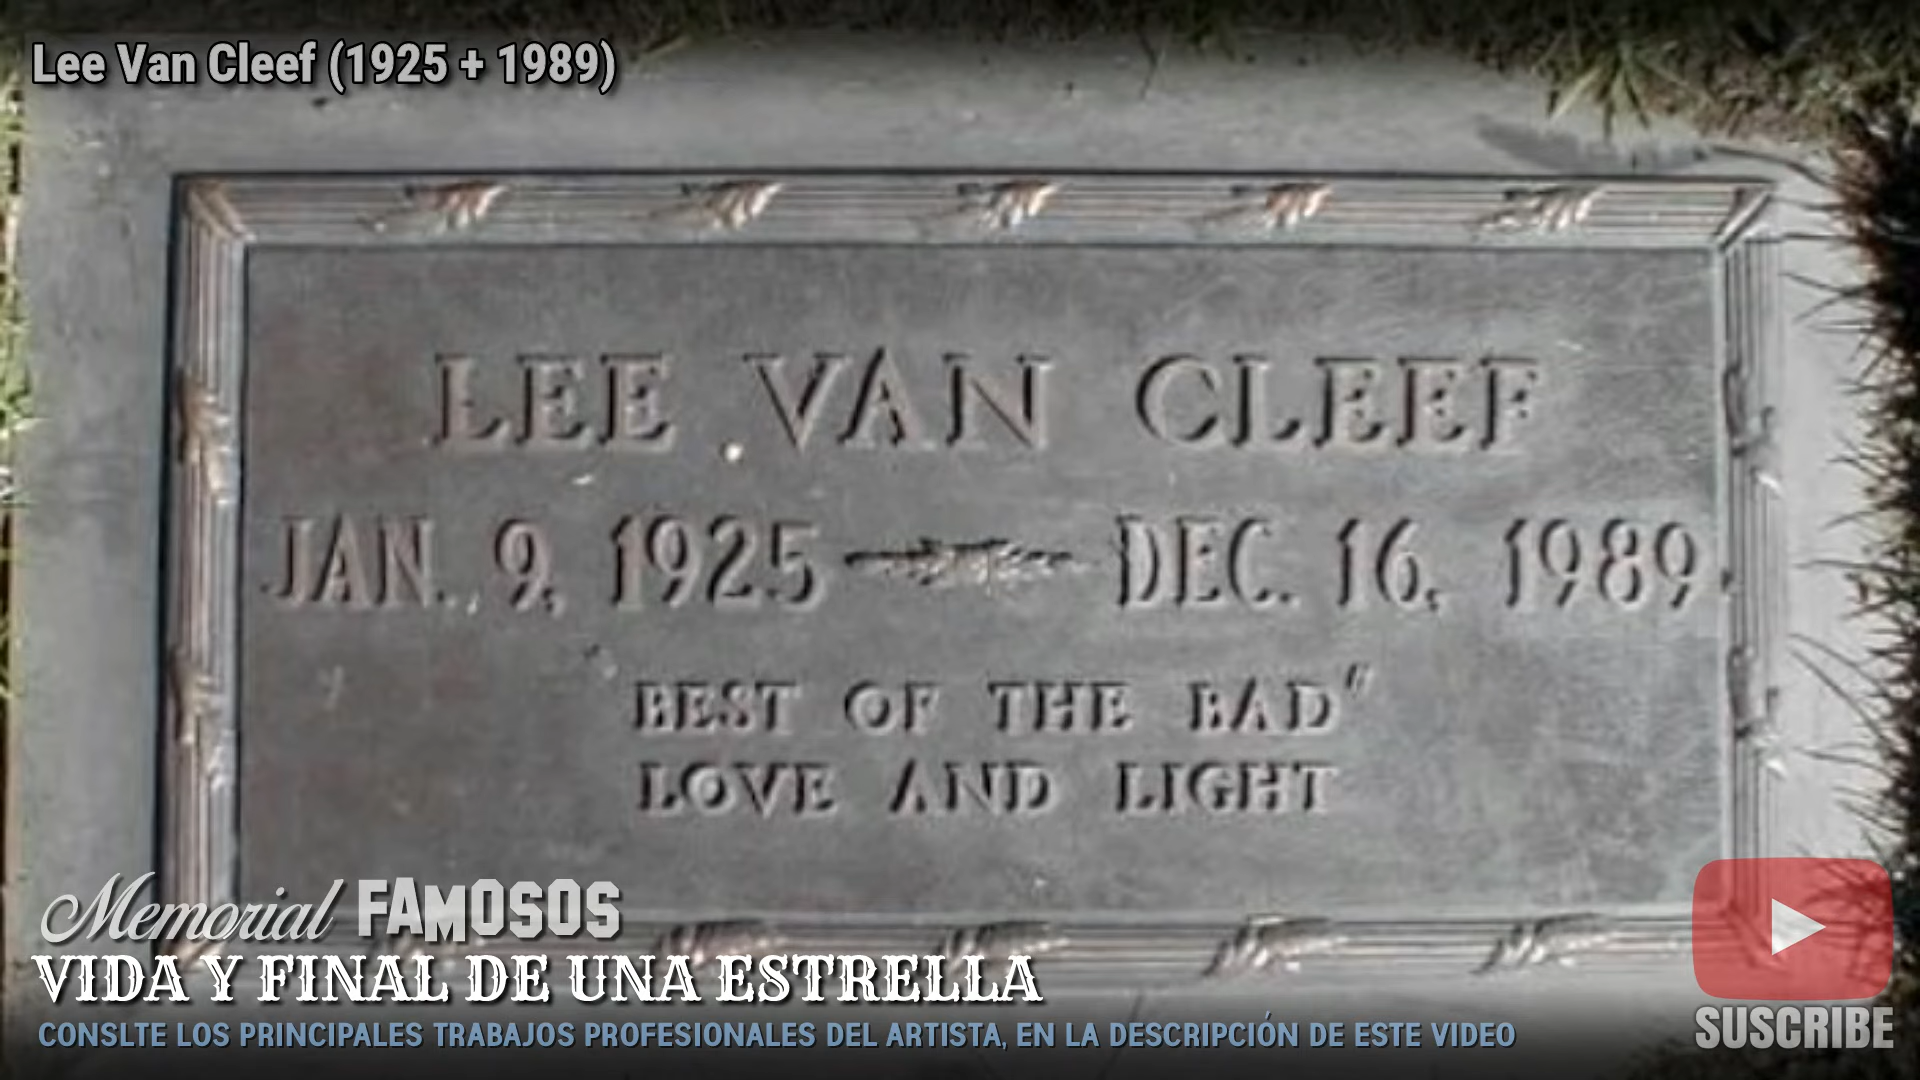 Lee Van Cleef (1925 + 1989)
LEE VAN CLEEF
JAN. 9, 1925 DEC. 16, 1989
"BEST OF THE BAD"
LOVE AND LIGHT
Memorial FAMOSOS
VIDA Y FINAL DE UNA ESTRELLA
CONSLTE LOS PRINCIPALES TRABAJOS PROFESIONALES DEL ARTISTA, EN LA DESCRIPCIÓN DE ESTE VIDEO
SUSCRIBE